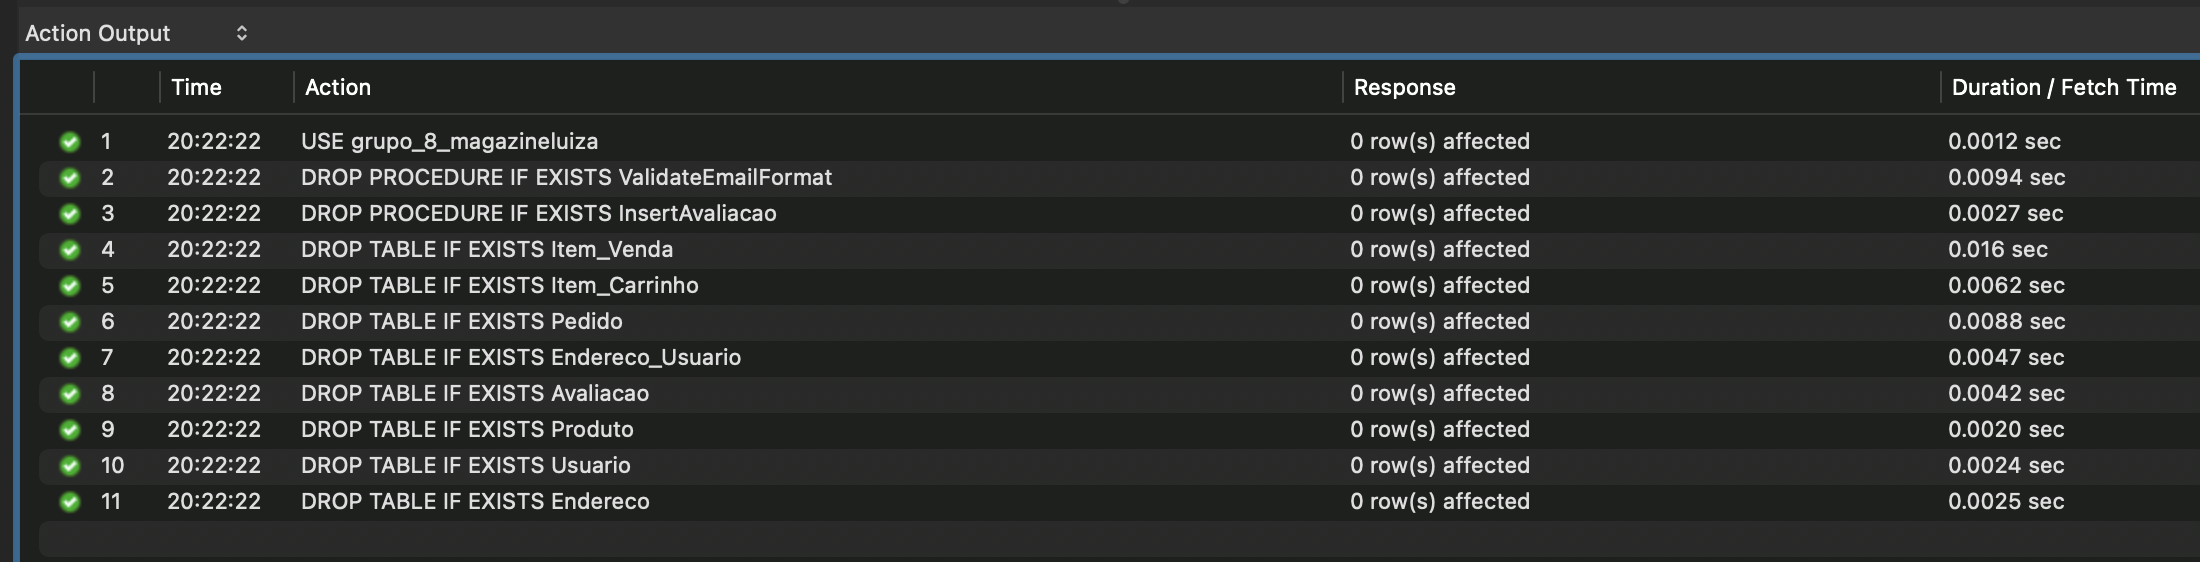 Action Output
Time Action Response Duration / Fetch Time
1 20:22:22 USE grupo_8_magazineluiza 0 row(s) affected 0.0012 sec
2 20:22:22 DROP PROCEDURE IF EXISTS ValidateEmailFormat 0 row(s) affected 0.0094 sec
3 20:22:22 DROP PROCEDURE IF EXISTS InsertAvaliacao 0 row(s) affected 0.0027 sec
4 20:22:22 DROP TABLE IF EXISTS Item_Venda 0 row(s) affected 0.016 sec
5 20:22:22 DROP TABLE IF EXISTS Item_Carrinho 0 row(s) affected 0.0062 sec
6 20:22:22 DROP TABLE IF EXISTS Pedido 0 row(s) affected 0.0088 sec
7 20:22:22 DROP TABLE IF EXISTS Endereco_Usuario 0 row(s) affected 0.0047 sec
8 20:22:22 DROP TABLE IF EXISTS Avaliacao 0 row(s) affected 0.0042 sec
9 20:22:22 DROP TABLE IF EXISTS Produto 0 row(s) affected 0.0020 sec
10 20:22:22 DROP TABLE IF EXISTS Usuario 0 row(s) affected 0.0024 sec
11 20:22:22 DROP TABLE IF EXISTS Endereco 0 row(s) affected 0.0025 sec